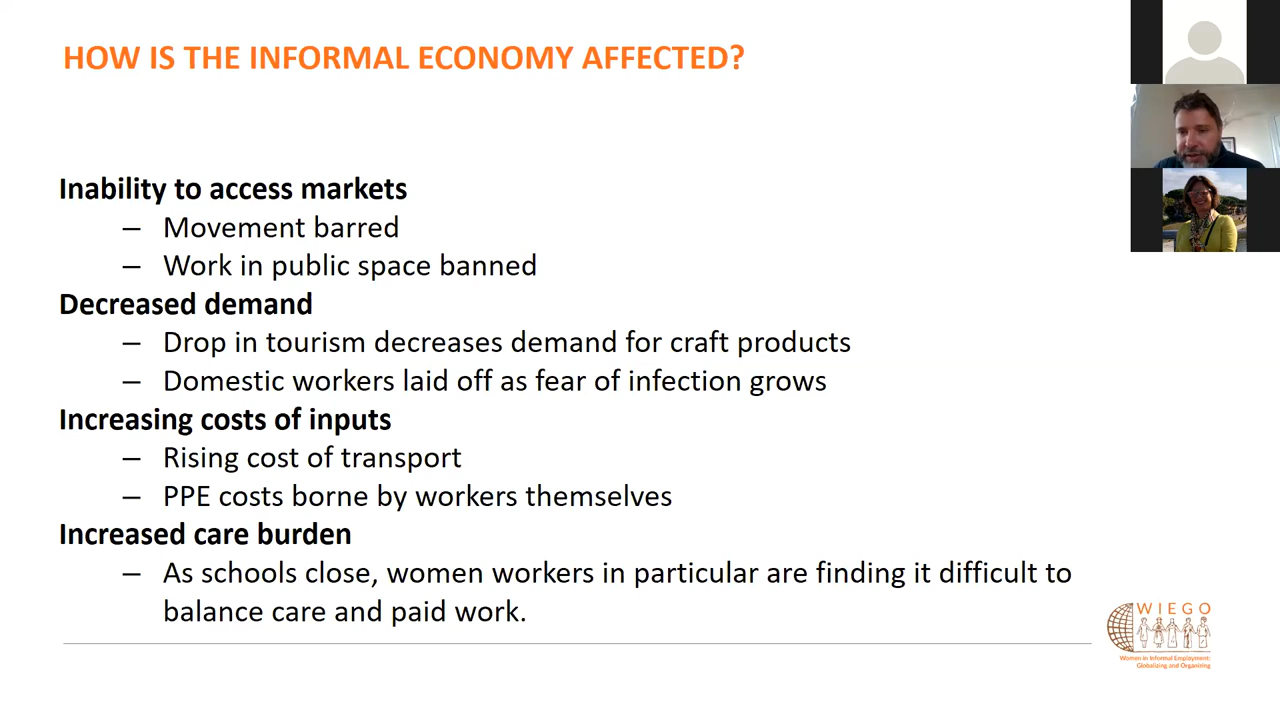 HOW IS THE INFORMAL ECONOMY AFFECTED?
Inability to access markets
– Movement barred
– Work in public space banned
Decreased demand
– Drop in tourism decreases demand for craft products
– Domestic workers laid off as fear of infection grows
Increasing costs of inputs
– Rising cost of transport
– PPE costs borne by workers themselves
Increased care burden
– As schools close, women workers in particular are finding it difficult to
balance care and paid work.
WIEGO
Women in Informal Employment:
Globalizing and Organizing